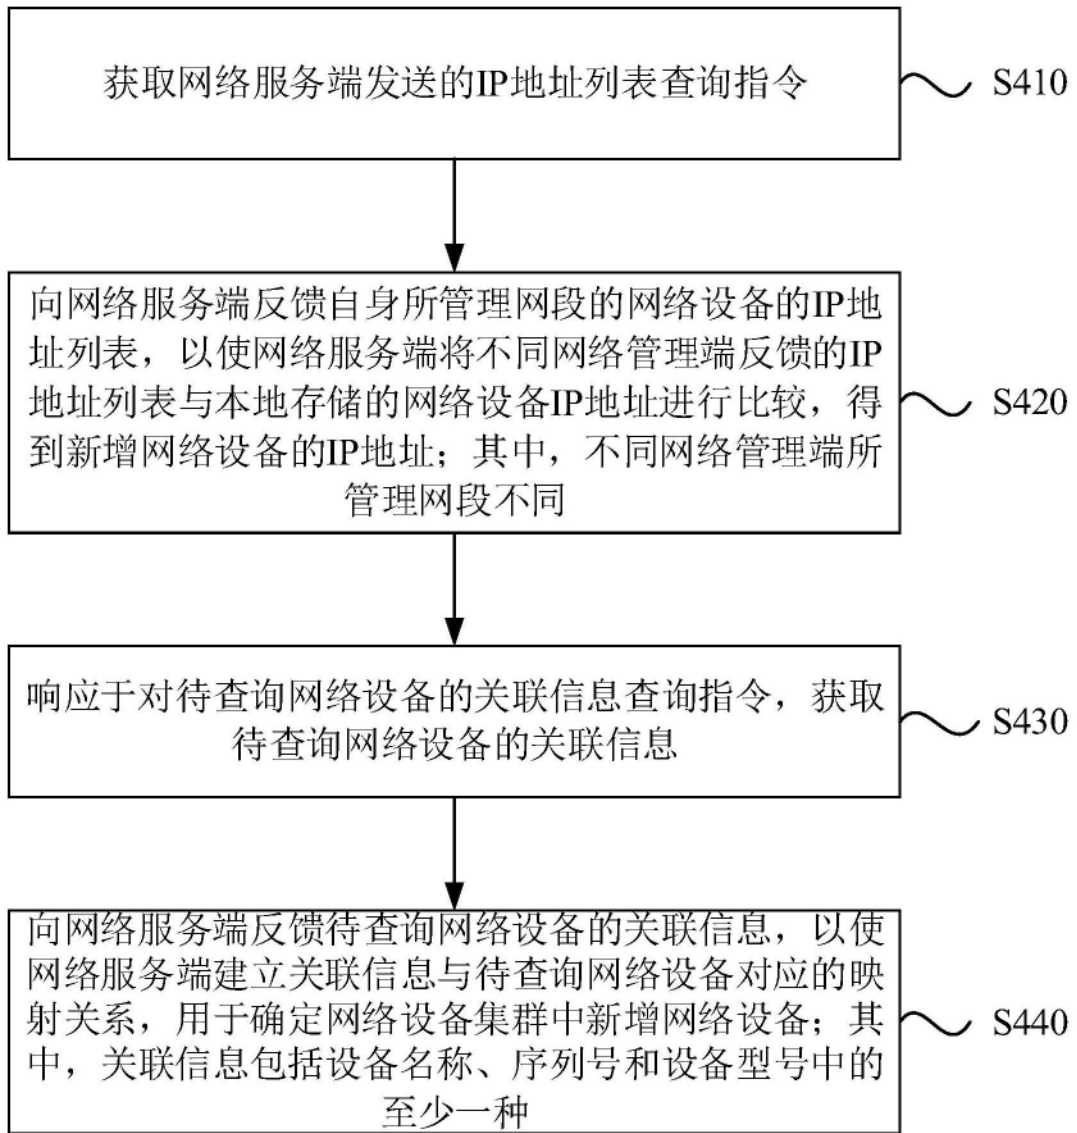 获取网络服务端发送的IP地址列表查询指令
S410
向网络服务端反馈自身所管理网段的网络设备的IP地
址列表，以使网络服务端将不同网络管理端反馈的IP
地址列表与本地存储的网络设备IP地址进行比较，得
到新增网络设备的IP地址；其中，不同网络管理端所
管理网段不同
S420
响应于对待查询网络设备的关联信息查询指令，获取
待查询网络设备的关联信息
S430
向网络服务端反馈待查询网络设备的关联信息，以使
网络服务端建立关联信息与待查询网络设备对应的映
射关系，用于确定网络设备集群中新增网络设备；其
中，关联信息包括设备名称、序列号和设备型号中的
至少一种
S440